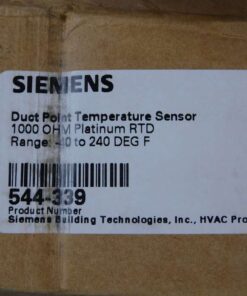 SIEMENS
Duct Point Temperature Sensor
1000 OHM Platinum RTD
Range: -40 to 240 DEG F
544-339
Product Number
Siemens Building Technologies, Inc., HVAC Pro